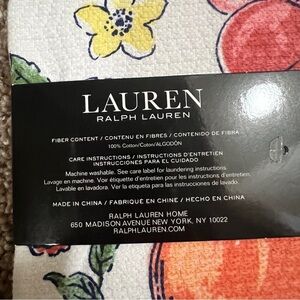 LAUREN
RALPH LAUREN
FIBER CONTENT / CONTENU EN FIBRES / CONTENIDO DE FIBRA
100% Cotton/Coton/ALGODÓN
CARE INSTRUCTIONS / INSTRUCTIONS D'ENTRETIEN
INSTRUCCIONES PARA EL CUIDADO
Machine washable. See care label for laundering instructions.
Lavage en machine. Voir étiquette d'entretien pour les instructions d'entretien.
Lavable en lavadora. Ver la etiqueta para las instrucciones de lavado.
MADE IN CHINA / FABRIQUÉ EN CHINE / HECHO EN CHINA
RALPH LAUREN HOME
650 MADISON AVENUE NEW YORK, NY 10022
RALPHLAUREN.COM